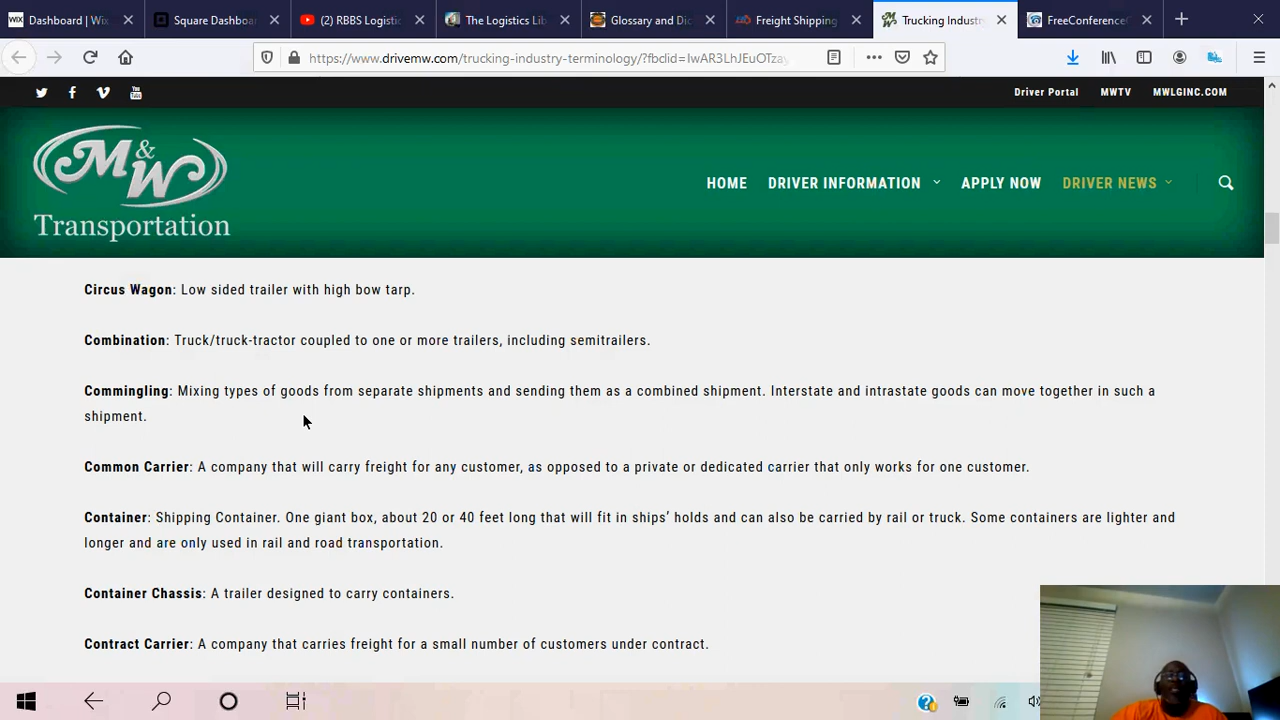 Dashboard | Wix
Square Dashboa
(2) RBBS Logistic
The Logistics Lib
Glossary and Dic
Freight Shipping
Trucking Industr
FreeConference
https://www.drivemw.com/trucking-industry-terminology/?fbclid=IwAR3LhJEuOTzay
Driver Portal MWTV MWLGINC.COM
M&W
Transportation
HOME DRIVER INFORMATION APPLY NOW DRIVER NEWS
Circus Wagon: Low sided trailer with high bow tarp.
Combination: Truck/truck-tractor coupled to one or more trailers, including semitrailers.
Commingling: Mixing types of goods from separate shipments and sending them as a combined shipment. Interstate and intrastate goods can move together in such a
shipment.
Common Carrier: A company that will carry freight for any customer, as opposed to a private or dedicated carrier that only works for one customer.
Container: Shipping Container. One giant box, about 20 or 40 feet long that will fit in ships’ holds and can also be carried by rail or truck. Some containers are lighter and
longer and are only used in rail and road transportation.
Container Chassis: A trailer designed to carry containers.
Contract Carrier: A company that carries freight for a small number of customers under contract.